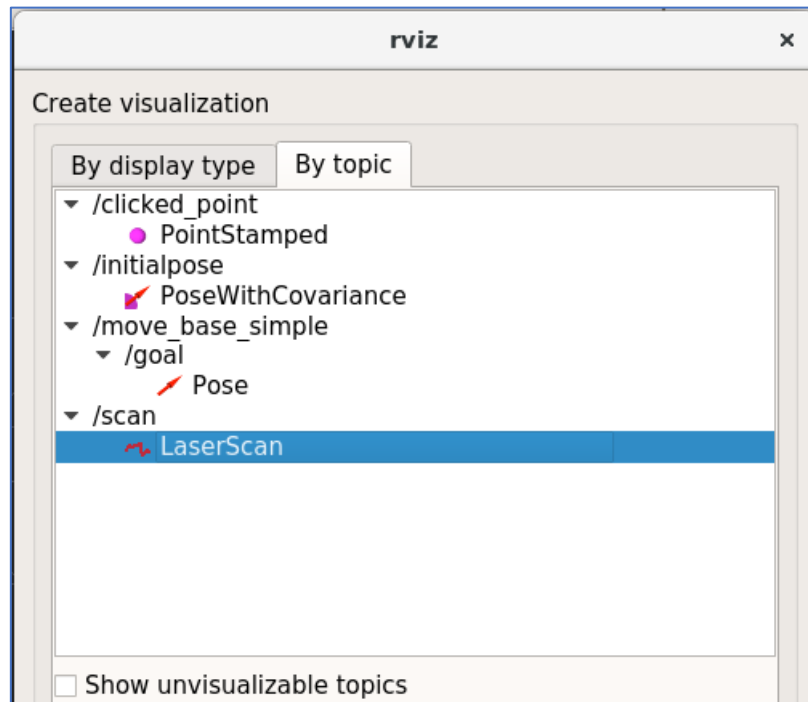 rviz
Create visualization
By display type By topic
/clicked_point
PointStamped
/initialpose
PoseWithCovariance
/move_base_simple
/goal
Pose
/scan
LaserScan
Show unvisualizable topics